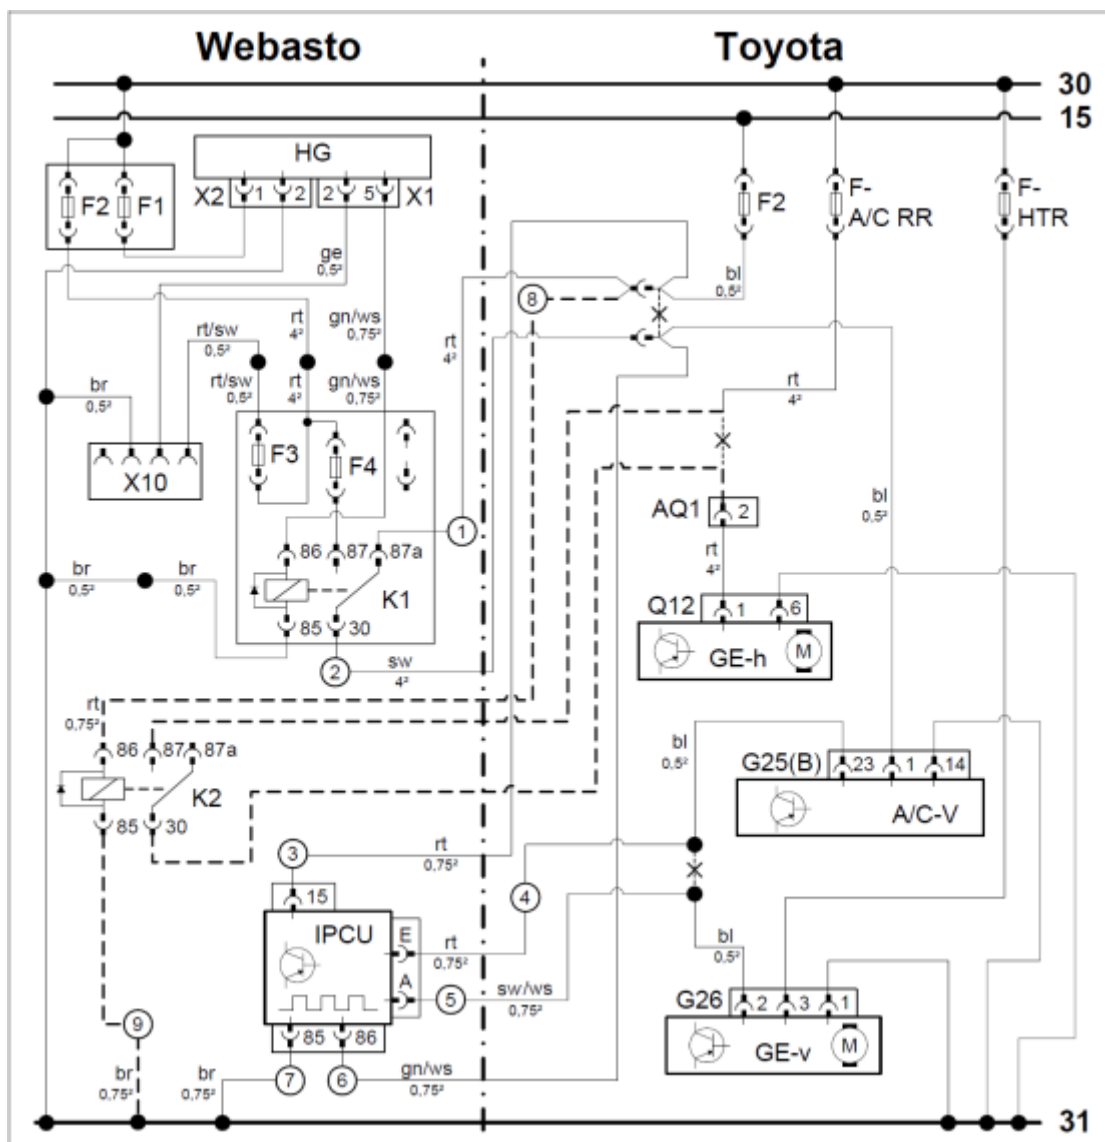 Webasto Toyota
30
15
HG
X2 1 2 2 5 X1
F2 F1
F2
F-
A/C RR
F-
HTR
ge
0,5²
bl
0,5²
8
rt/sw
0,5²
rt
4²
gn/ws
0,75²
rt
4²
br
0,5²
rt/sw
0,5²
rt
4²
gn/ws
0,75²
rt
4²
F3 F4
X10
AQ1 2
bl
0,5²
1
86 87 87a
rt
4²
br
0,5²
br
0,5²
K1
Q12 1 6
85 30
GE-h M
2
sw
4²
rt
0,75²
86 87 87a
bl
0,5²
G25(B) 23 1 14
K2
A/C-V
85 30
3
rt
0,75²
15
4
IPCU E
rt
0,75²
bl
0,5²
A
5
sw/ws
0,75²
G26 2 3 1
9
85 86
GE-v M
br
0,75²
br
0,75²
7
6
gn/ws
0,75²
31